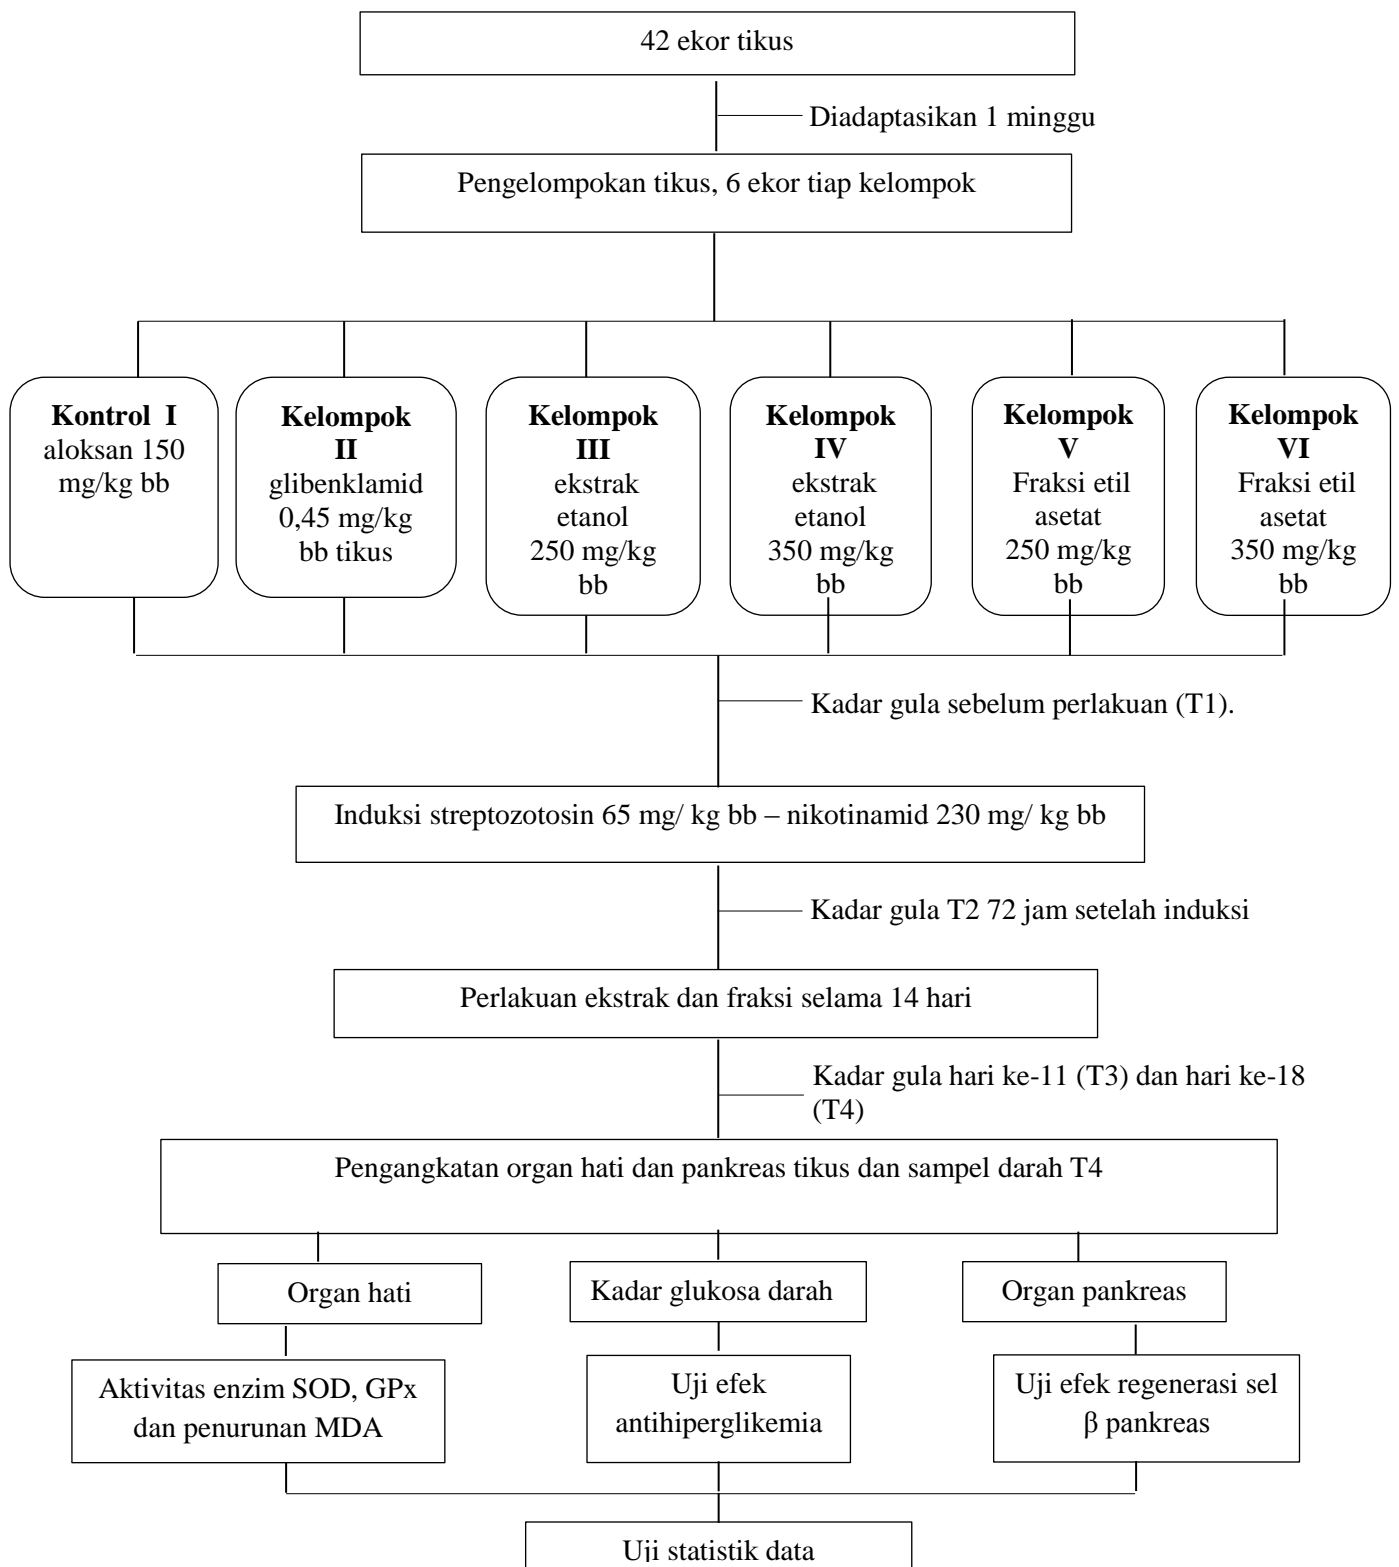 42 ekor tikus
Diadaptasikan 1 minggu
Pengelompokan tikus, 6 ekor tiap kelompok
Kontrol I
aloksan 150
mg/kg bb
Kelompok
II
glibenklamid
0,45 mg/kg
bb tikus
Kelompok
III
ekstrak
etanol
250 mg/kg
bb
Kelompok
IV
ekstrak
etanol
350 mg/kg
bb
Kelompok
V
Fraksi etil
asetat
250 mg/kg
bb
Kelompok
VI
Fraksi etil
asetat
350 mg/kg
bb
Kadar gula sebelum perlakuan (T1).
Induksi streptozotosin 65 mg/ kg bb – nikotinamid 230 mg/ kg bb
Kadar gula T2 72 jam setelah induksi
Perlakuan ekstrak dan fraksi selama 14 hari
Kadar gula hari ke-11 (T3) dan hari ke-18
(T4)
Pengangkatan organ hati dan pankreas tikus dan sampel darah T4
Organ hati
Kadar glukosa darah
Organ pankreas
Aktivitas enzim SOD, GPx
dan penurunan MDA
Uji efek
antihiperglikemia
Uji efek regenerasi sel
β pankreas
Uji statistik data